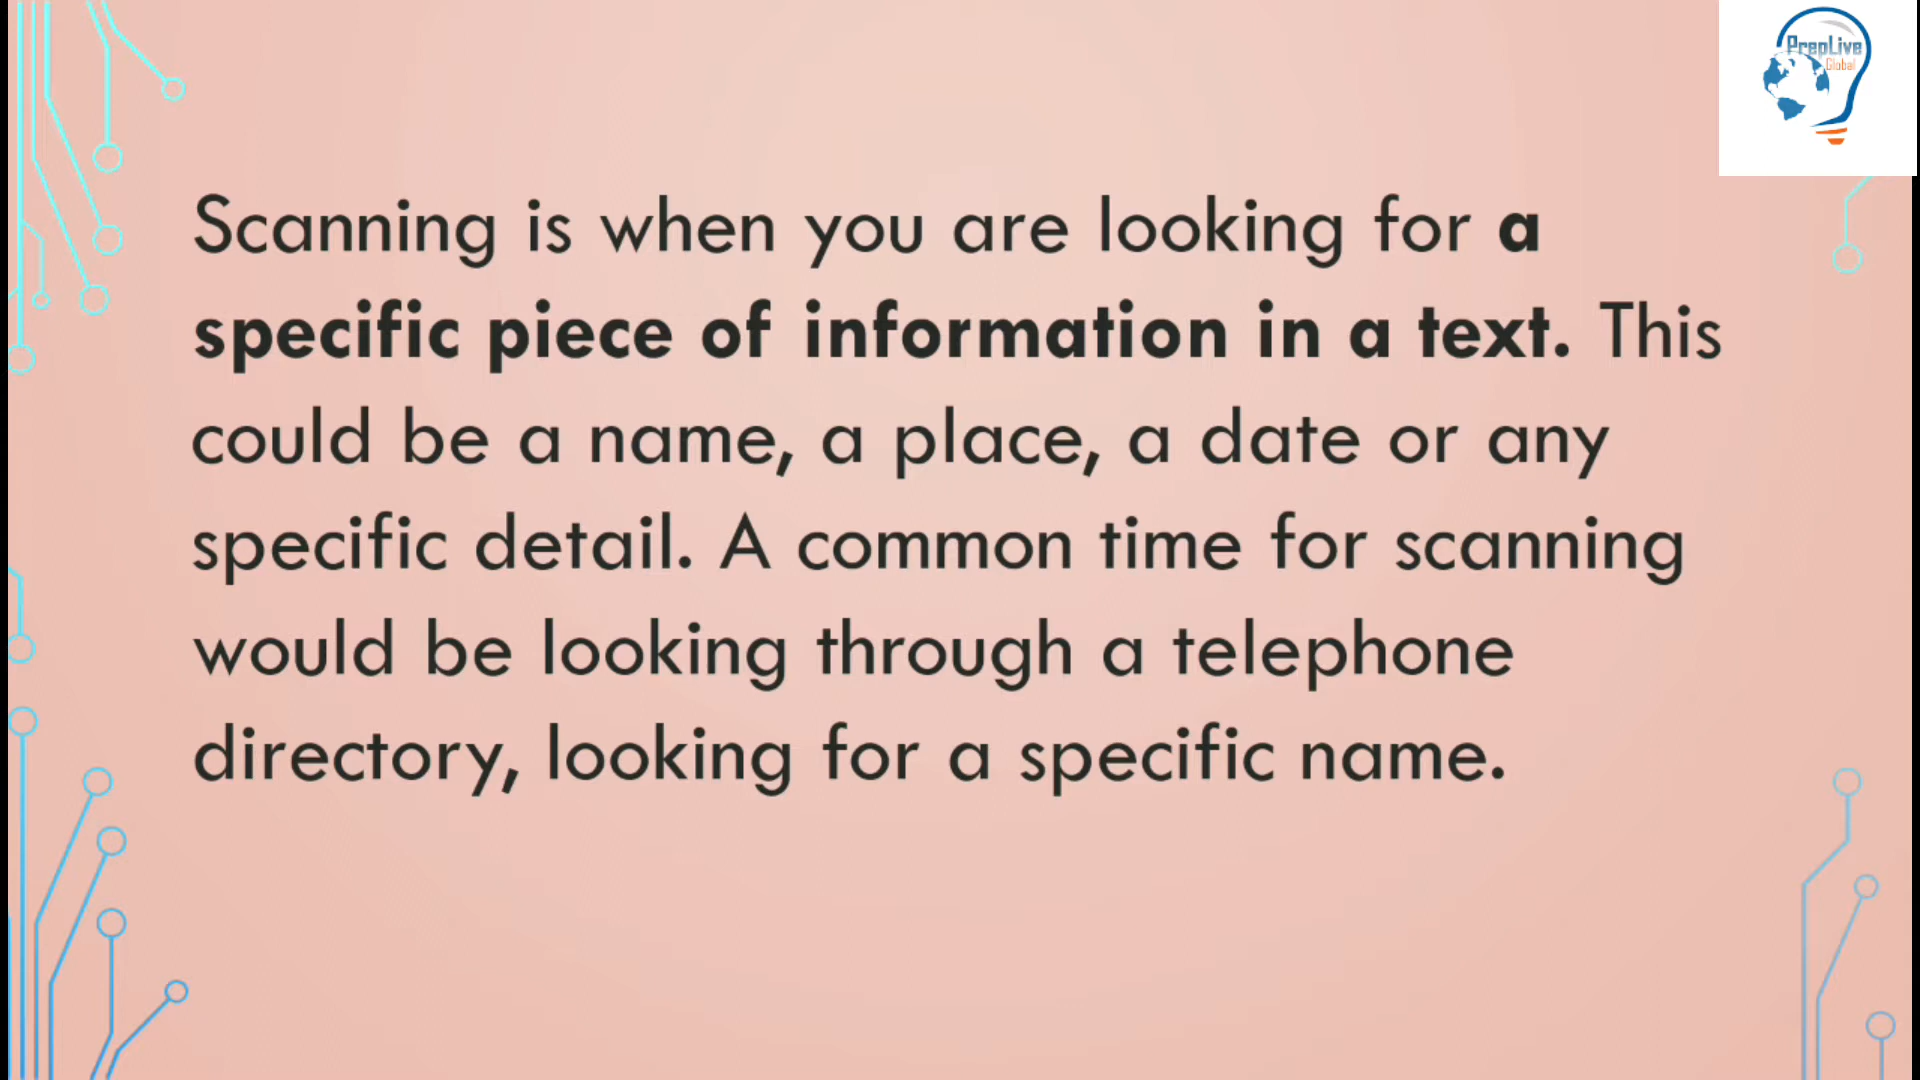 PrepLive
Global
Scanning is when you are looking for a
specific piece of information in a text. This
could be a name, a place, a date or any
specific detail. A common time for scanning
would be looking through a telephone
directory, looking for a specific name.